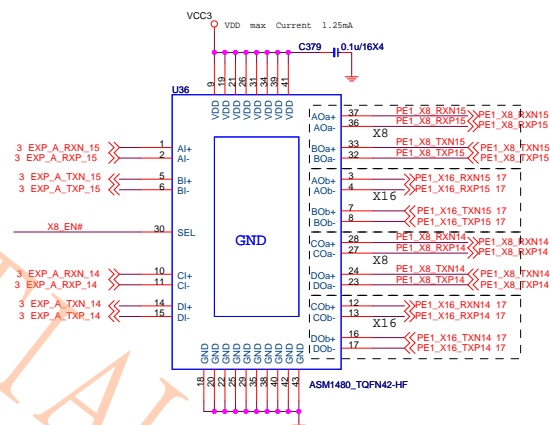 VCC3
VDD max Current 1.25mA
C379 0.1u/16X4
U36
9 19 21 26 31 34 39 41
VDD VDD VDD VDD VDD VDD VDD VDD
3 EXP_A_RXN_15 1 AI+
3 EXP_A_RXP_15 2 AI-
3 EXP_A_TXN_15 5 BI+
3 EXP_A_TXP_15 6 BI-
X8_EN# 30 SEL
3 EXP_A_RXN_14 10 CI+
3 EXP_A_RXP_14 11 CI-
3 EXP_A_TXN_14 14 DI+
3 EXP_A_TXP_14 15 DI-
GND
AOa+ 37 PE1_X8_RXN15 PE1_X8_RXN15
AOa- 36 PE1_X8_RXP15 PE1_X8_RXP15
X8
BOa+ 33 PE1_X8_TXN15 PE1_X8_TXN15
BOa- 32 PE1_X8_TXP15 PE1_X8_TXP15
AOb+ 3 PE1_X16_RXN15 17
AOb- 4 PE1_X16_RXP15 17
X16
BOb+ 7 PE1_X16_TXN15 17
BOb- 8 PE1_X16_TXP15 17
COa+ 28 PE1_X8_RXN14 PE1_X8_RXN14
COa- 27 PE1_X8_RXP14 PE1_X8_RXP14
X8
DOa+ 24 PE1_X8_TXN14 PE1_X8_TXN14
DOa- 23 PE1_X8_TXP14 PE1_X8_TXP14
COb+ 12 PE1_X16_RXN14 17
COb- 13 PE1_X16_RXP14 17
X16
DOb+ 16 PE1_X16_TXN14 17
DOb- 17 PE1_X16_TXP14 17
GND GND GND GND GND GND GND GND GND GND
18 20 22 25 29 35 38 40 42 43
ASM1480_TQFN42-HF